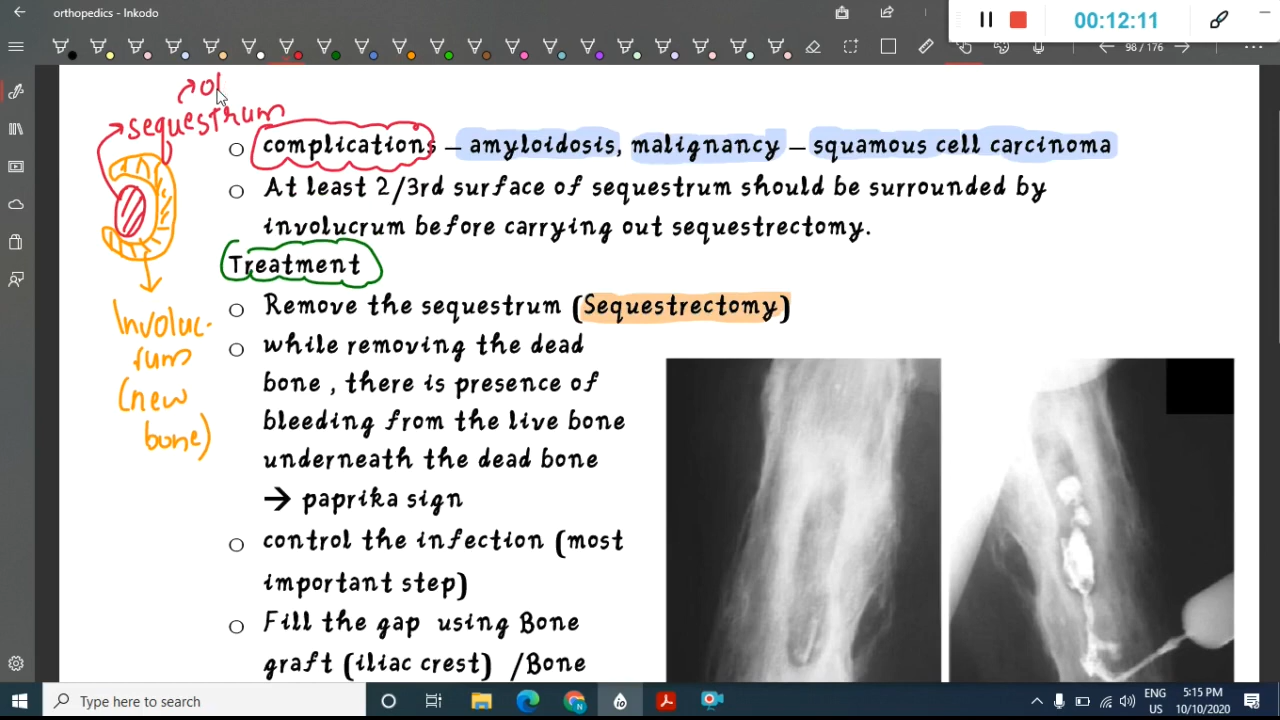 orthopedics - Inkodo
00:12:11
98 / 176
ol
sequestrum
complications – amyloidosis, malignancy – squamous cell carcinoma
At least 2/3rd surface of sequestrum should be surrounded by
involucrum before carrying out sequestrectomy.
Treatment
Involuc-
rum
(new
bone)
Remove the sequestrum (Sequestrectomy)
while removing the dead
bone , there is presence of
bleeding from the live bone
underneath the dead bone
→ paprika sign
control the infection (most
important step)
Fill the gap using Bone
graft (iliac crest) /Bone
Type here to search
ENG
US
5:15 PM
10/10/2020